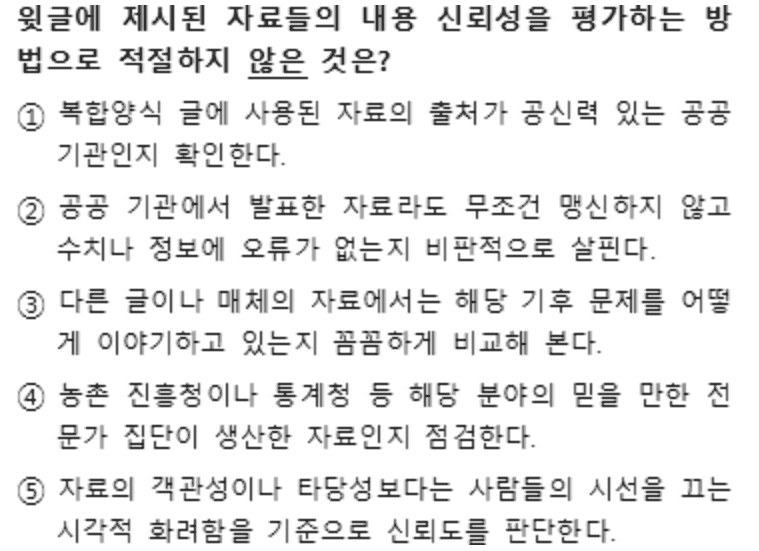 윗글에 제시된 자료들의 내용 신뢰성을 평가하는 방
법으로 적절하지 않은 것은?
① 복합양식 글에 사용된 자료의 출처가 공신력 있는 공공
기관인지 확인한다.
② 공공 기관에서 발표한 자료라도 무조건 맹신하지 않고
수치나 정보에 오류가 없는지 비판적으로 살핀다.
③ 다른 글이나 매체의 자료에서는 해당 기후 문제를 어떻
게 이야기하고 있는지 꼼꼼하게 비교해 본다.
④ 농촌 진흥청이나 통계청 등 해당 분야의 믿을 만한 전
문가 집단이 생산한 자료인지 점검한다.
⑤ 자료의 객관성이나 타당성보다는 사람들의 시선을 끄는
시각적 화려함을 기준으로 신뢰도를 판단한다.